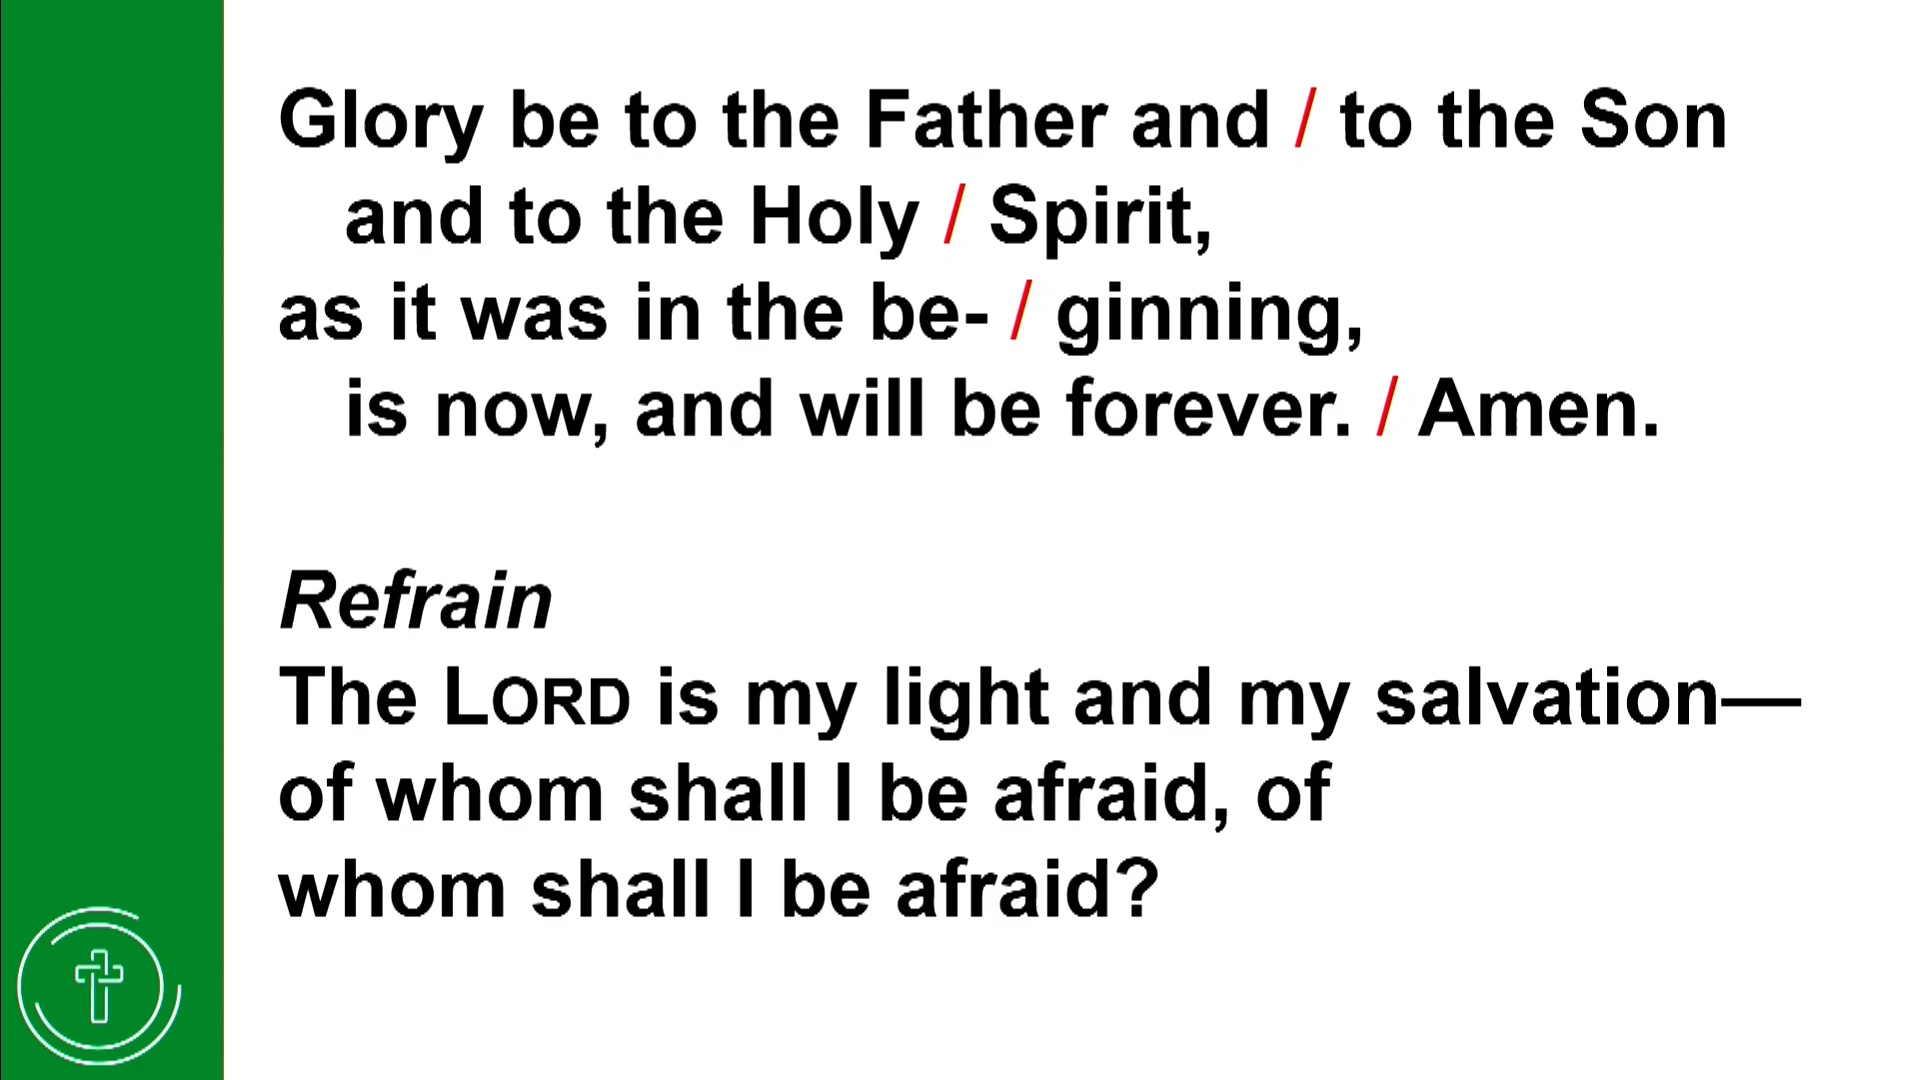 Glory be to the Father and / to the Son
and to the Holy / Spirit,
as it was in the be- / ginning,
is now, and will be forever. / Amen.
Refrain
The LORD is my light and my salvation—
of whom shall I be afraid, of
whom shall I be afraid?